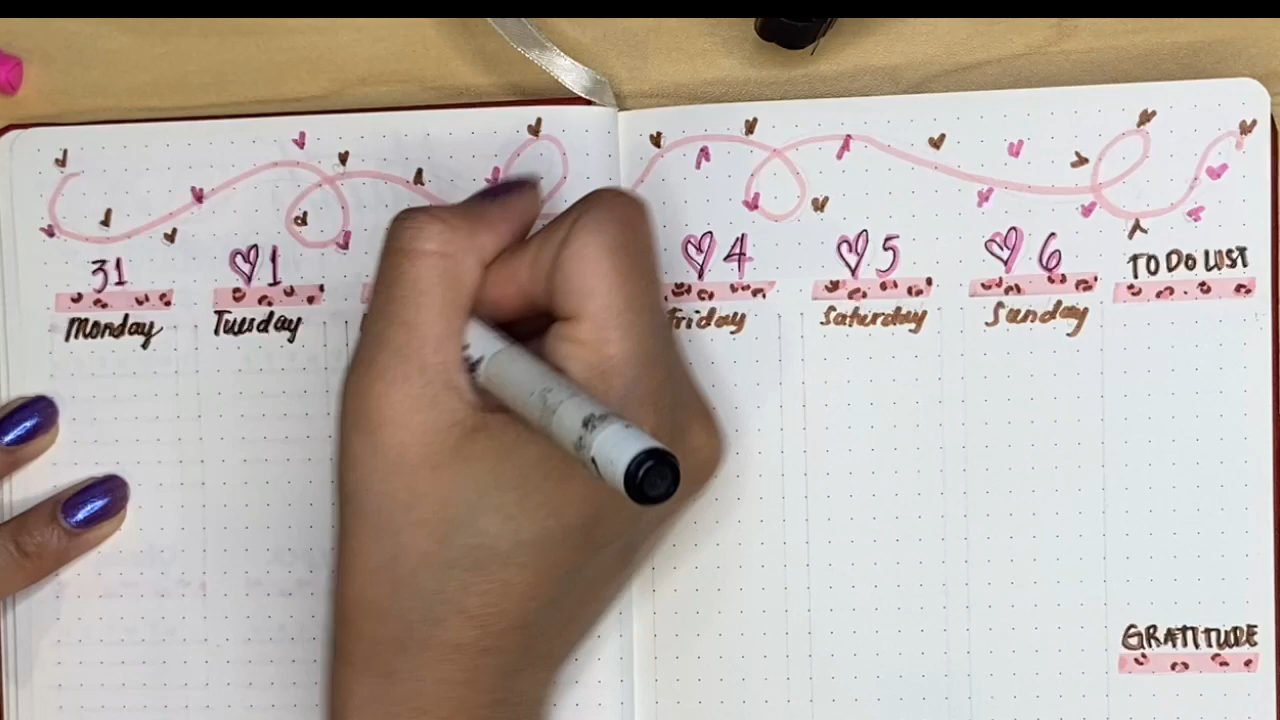 31 ♡1 ♡4 ♡5 ♡6 TO DO LIST
Monday Tuesday Friday Saturday Sunday
GRATITUDE